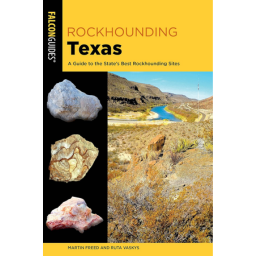 FALCONGUIDES®
ROCKHOUNDING
Texas
A Guide to the State's Best Rockhounding Sites
MARTIN FREED AND RUTA VASKYS